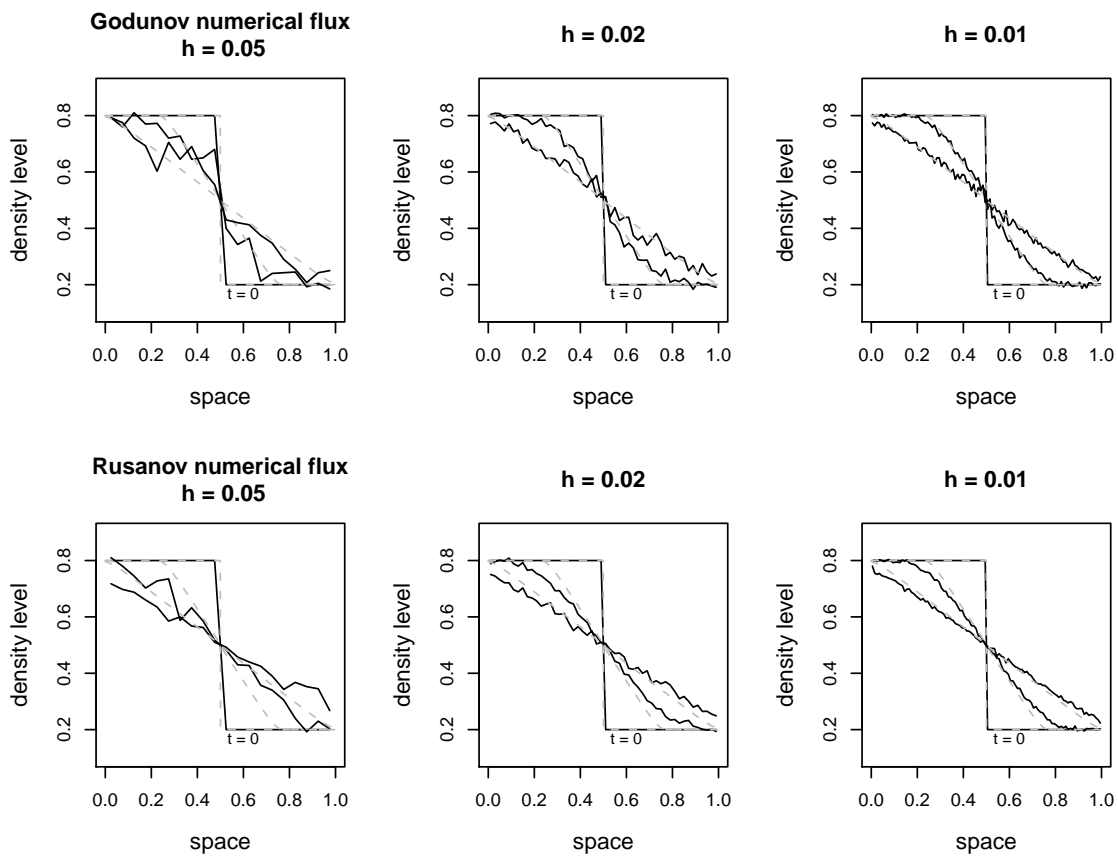 Godunov numerical flux
h = 0.05
h = 0.02
h = 0.01
density level
0.2 0.4 0.6 0.8
t = 0
0.0 0.2 0.4 0.6 0.8 1.0
space
density level
0.2 0.4 0.6 0.8
t = 0
0.0 0.2 0.4 0.6 0.8 1.0
space
density level
0.2 0.4 0.6 0.8
t = 0
0.0 0.2 0.4 0.6 0.8 1.0
space
Rusanov numerical flux
h = 0.05
h = 0.02
h = 0.01
density level
0.2 0.4 0.6 0.8
t = 0
0.0 0.2 0.4 0.6 0.8 1.0
space
density level
0.2 0.4 0.6 0.8
t = 0
0.0 0.2 0.4 0.6 0.8 1.0
space
density level
0.2 0.4 0.6 0.8
t = 0
0.0 0.2 0.4 0.6 0.8 1.0
space